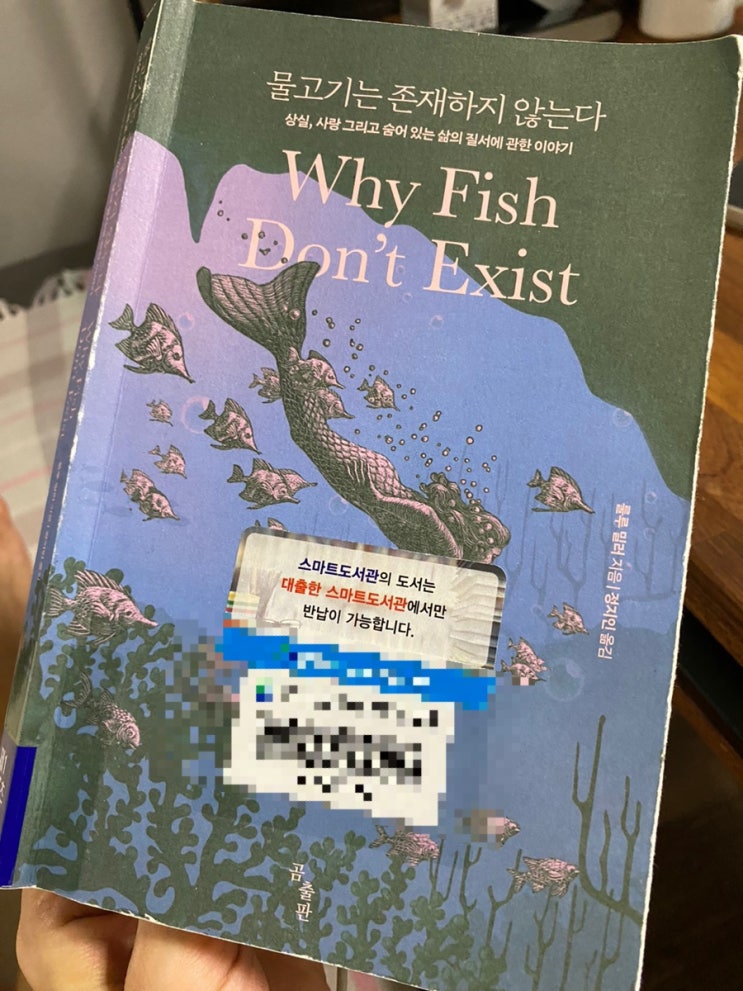 물고기는 존재하지 않는다
상실, 사랑 그리고 숨어 있는 삶의 질서에 관한 이야기
Why Fish
Don't Exist
룰루 밀러 지음 | 정지인 옮김
스마트도서관의 도서는
대출한 스마트도서관에서만
반납이 가능합니다.
곰출판